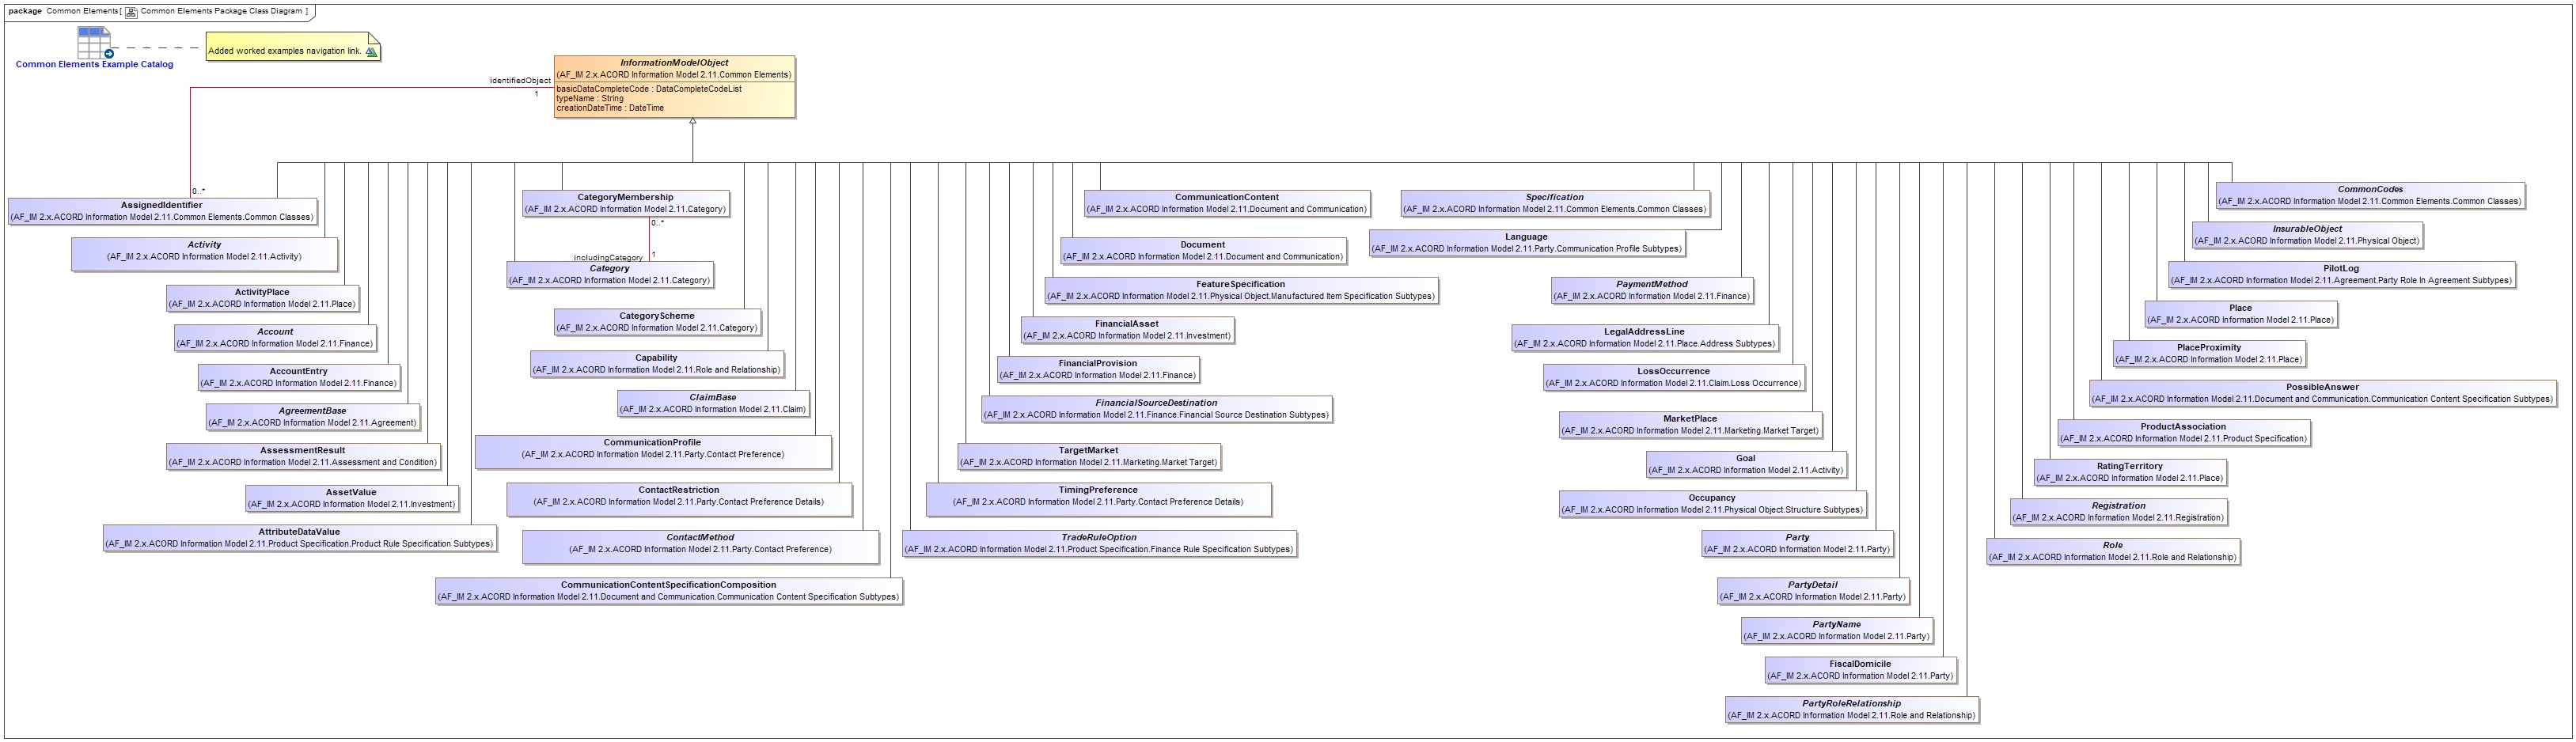 package Common Elements [ Common Elements Package Class Diagram ]
Common Elements Example Catalog
Added worked examples navigation link.
InformationModelObject
(AF_IM 2.x.ACORD Information Model 2.11.Common Elements)
basicDataCompleteCode : DataCompleteCodeList
typeName : String
creationDateTime : DateTime
identifiedObject
1
0..*
AssignedIdentifier
(AF_IM 2.x.ACORD Information Model 2.11.Common Elements.Common Classes)
Activity
(AF_IM 2.x.ACORD Information Model 2.11.Activity)
ActivityPlace
(AF_IM 2.x.ACORD Information Model 2.11.Place)
Account
(AF_IM 2.x.ACORD Information Model 2.11.Finance)
AccountEntry
(AF_IM 2.x.ACORD Information Model 2.11.Finance)
AgreementBase
(AF_IM 2.x.ACORD Information Model 2.11.Agreement)
AssessmentResult
(AF_IM 2.x.ACORD Information Model 2.11.Assessment and Condition)
AssetValue
(AF_IM 2.x.ACORD Information Model 2.11.Investment)
AttributeDataValue
(AF_IM 2.x.ACORD Information Model 2.11.Product Specification.Product Rule Specification Subtypes)
CategoryMembership
(AF_IM 2.x.ACORD Information Model 2.11.Category)
0..*
includingCategory
1
Category
(AF_IM 2.x.ACORD Information Model 2.11.Category)
CategoryScheme
(AF_IM 2.x.ACORD Information Model 2.11.Category)
Capability
(AF_IM 2.x.ACORD Information Model 2.11.Role and Relationship)
ClaimBase
(AF_IM 2.x.ACORD Information Model 2.11.Claim)
CommunicationProfile
(AF_IM 2.x.ACORD Information Model 2.11.Party.Contact Preference)
ContactRestriction
(AF_IM 2.x.ACORD Information Model 2.11.Party.Contact Preference Details)
ContactMethod
(AF_IM 2.x.ACORD Information Model 2.11.Party.Contact Preference)
CommunicationContentSpecificationComposition
(AF_IM 2.x.ACORD Information Model 2.11.Document and Communication.Communication Content Specification Subtypes)
CommunicationContent
(AF_IM 2.x.ACORD Information Model 2.11.Document and Communication)
Document
(AF_IM 2.x.ACORD Information Model 2.11.Document and Communication)
FeatureSpecification
(AF_IM 2.x.ACORD Information Model 2.11.Physical Object.Manufactured Item Specification Subtypes)
FinancialAsset
(AF_IM 2.x.ACORD Information Model 2.11.Investment)
FinancialProvision
(AF_IM 2.x.ACORD Information Model 2.11.Finance)
FinancialSourceDestination
(AF_IM 2.x.ACORD Information Model 2.11.Finance.Financial Source Destination Subtypes)
TargetMarket
(AF_IM 2.x.ACORD Information Model 2.11.Marketing.Market Target)
TimingPreference
(AF_IM 2.x.ACORD Information Model 2.11.Party.Contact Preference Details)
TradeRuleOption
(AF_IM 2.x.ACORD Information Model 2.11.Product Specification.Finance Rule Specification Subtypes)
Specification
(AF_IM 2.x.ACORD Information Model 2.11.Common Elements.Common Classes)
Language
(AF_IM 2.x.ACORD Information Model 2.11.Party.Communication Profile Subtypes)
PaymentMethod
(AF_IM 2.x.ACORD Information Model 2.11.Finance)
LegalAddressLine
(AF_IM 2.x.ACORD Information Model 2.11.Place.Address Subtypes)
LossOccurrence
(AF_IM 2.x.ACORD Information Model 2.11.Claim.Loss Occurrence)
MarketPlace
(AF_IM 2.x.ACORD Information Model 2.11.Marketing.Market Target)
Goal
(AF_IM 2.x.ACORD Information Model 2.11.Activity)
Occupancy
(AF_IM 2.x.ACORD Information Model 2.11.Physical Object.Structure Subtypes)
Party
(AF_IM 2.x.ACORD Information Model 2.11.Party)
PartyDetail
(AF_IM 2.x.ACORD Information Model 2.11.Party)
PartyName
(AF_IM 2.x.ACORD Information Model 2.11.Party)
FiscalDomicile
(AF_IM 2.x.ACORD Information Model 2.11.Party)
PartyRoleRelationship
(AF_IM 2.x.ACORD Information Model 2.11.Role and Relationship)
CommonCodes
(AF_IM 2.x.ACORD Information Model 2.11.Common Elements.Common Classes)
InsurableObject
(AF_IM 2.x.ACORD Information Model 2.11.Physical Object)
PilotLog
(AF_IM 2.x.ACORD Information Model 2.11.Agreement.Party Role In Agreement Subtypes)
Place
(AF_IM 2.x.ACORD Information Model 2.11.Place)
PlaceProximity
(AF_IM 2.x.ACORD Information Model 2.11.Place)
PossibleAnswer
(AF_IM 2.x.ACORD Information Model 2.11.Document and Communication.Communication Content Specification Subtypes)
ProductAssociation
(AF_IM 2.x.ACORD Information Model 2.11.Product Specification)
RatingTerritory
(AF_IM 2.x.ACORD Information Model 2.11.Place)
Registration
(AF_IM 2.x.ACORD Information Model 2.11.Registration)
Role
(AF_IM 2.x.ACORD Information Model 2.11.Role and Relationship)